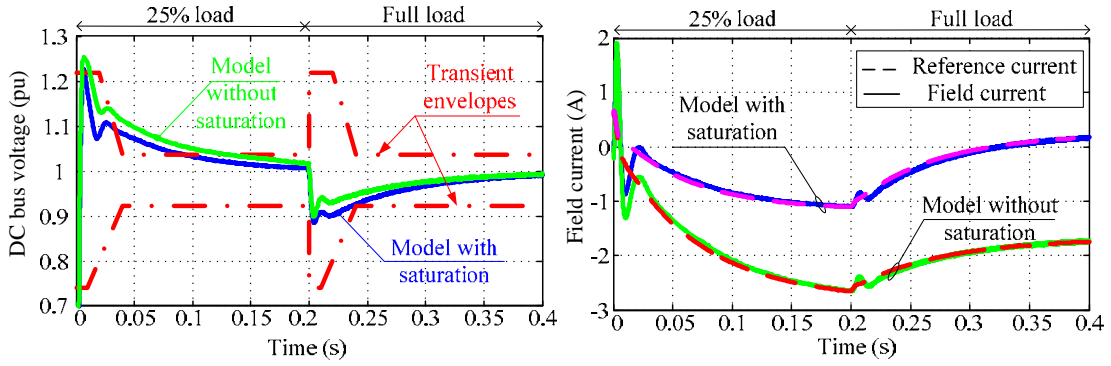 25% load
Full load
1.3
1.2
1.1
1
0.9
0.8
0.7
DC bus voltage (pu)
Model
without
saturation
Transient
envelopes
Model with
saturation
0
0.05
0.1
0.15
0.2
0.25
0.3
0.35
0.4
Time (s)
25% load
Full load
2
1
0
-1
-2
-3
Field current (A)
Reference current
Field current
Model with
saturation
Model without
saturation
0
0.05
0.1
0.15
0.2
0.25
0.3
0.35
0.4
Time (s)